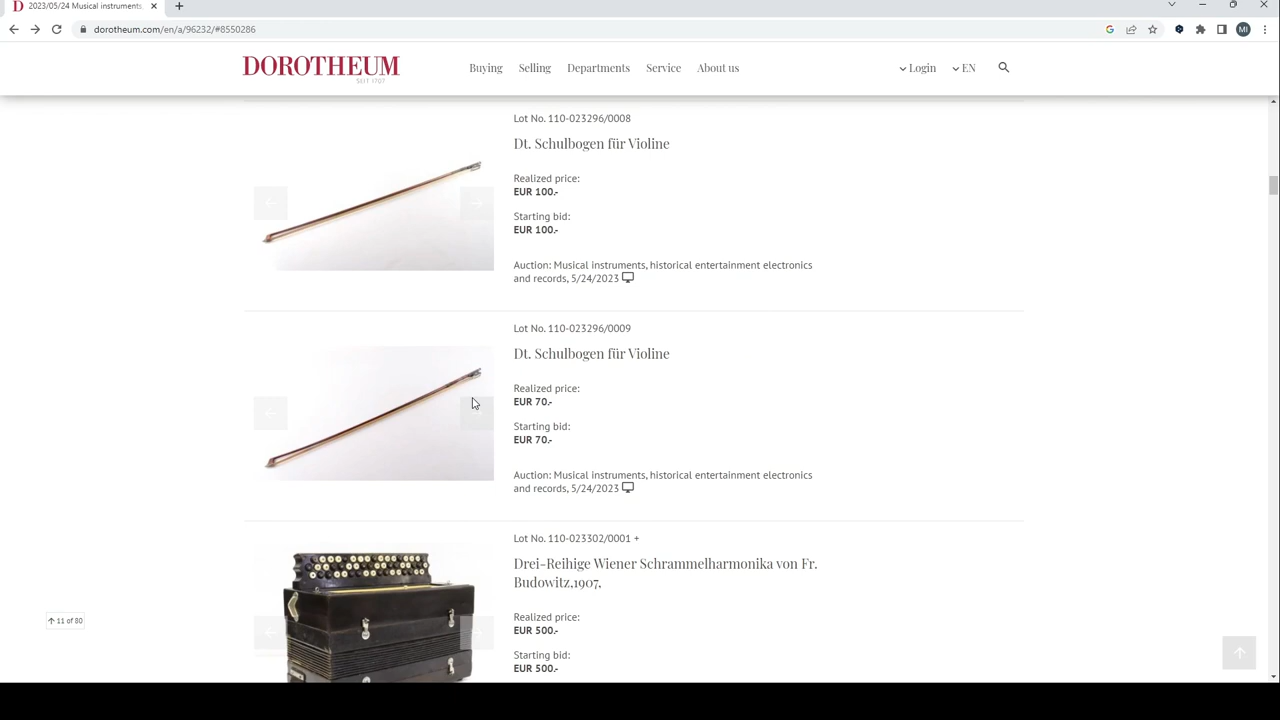 2023/05/24 Musical instruments,
dorotheum.com/en/a/96232/#8550286
MI
DOROTHEUM
SEIT 1707
Buying
Selling
Departments
Service
About us
Login
EN
Lot No. 110-023296/0008
Dt. Schulbogen für Violine
Realized price:
EUR 100.-
Starting bid:
EUR 100.-
Auction: Musical instruments, historical entertainment electronics
and records, 5/24/2023
Lot No. 110-023296/0009
Dt. Schulbogen für Violine
Realized price:
EUR 70.-
Starting bid:
EUR 70.-
Auction: Musical instruments, historical entertainment electronics
and records, 5/24/2023
Lot No. 110-023302/0001 +
Drei-Reihige Wiener Schrammelharmonika von Fr.
Budowitz,1907,
Realized price:
EUR 500.-
Starting bid:
EUR 500.-
11 of 80